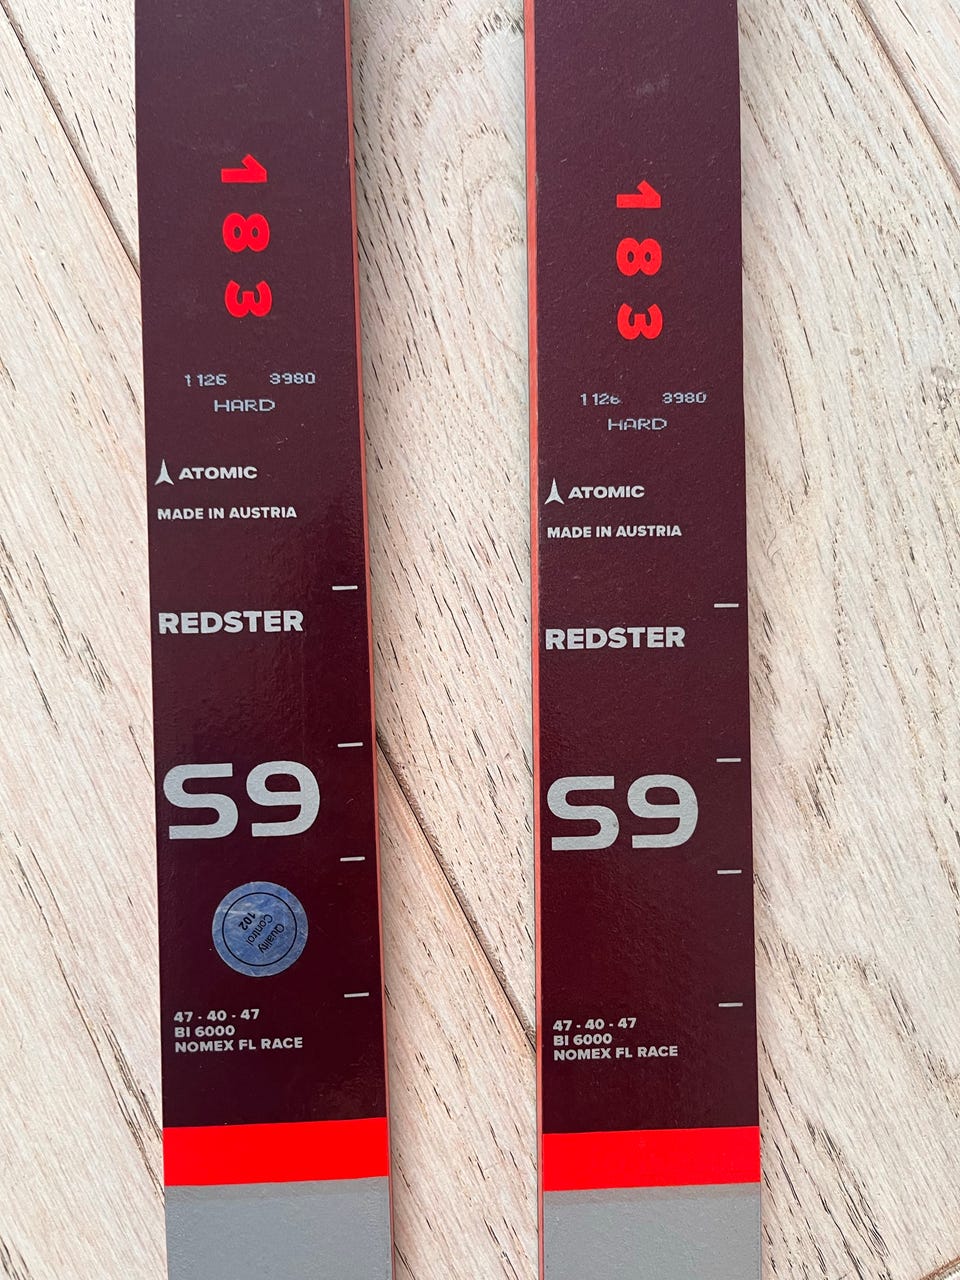 183
1126 3980
HARD
ATOMIC
MADE IN AUSTRIA
REDSTER
S9
Quality
Control
102
47 - 40 - 47
BI 6000
NOMEX FL RACE
183
1126 3980
HARD
ATOMIC
MADE IN AUSTRIA
REDSTER
S9
47 - 40 - 47
BI 6000
NOMEX FL RACE